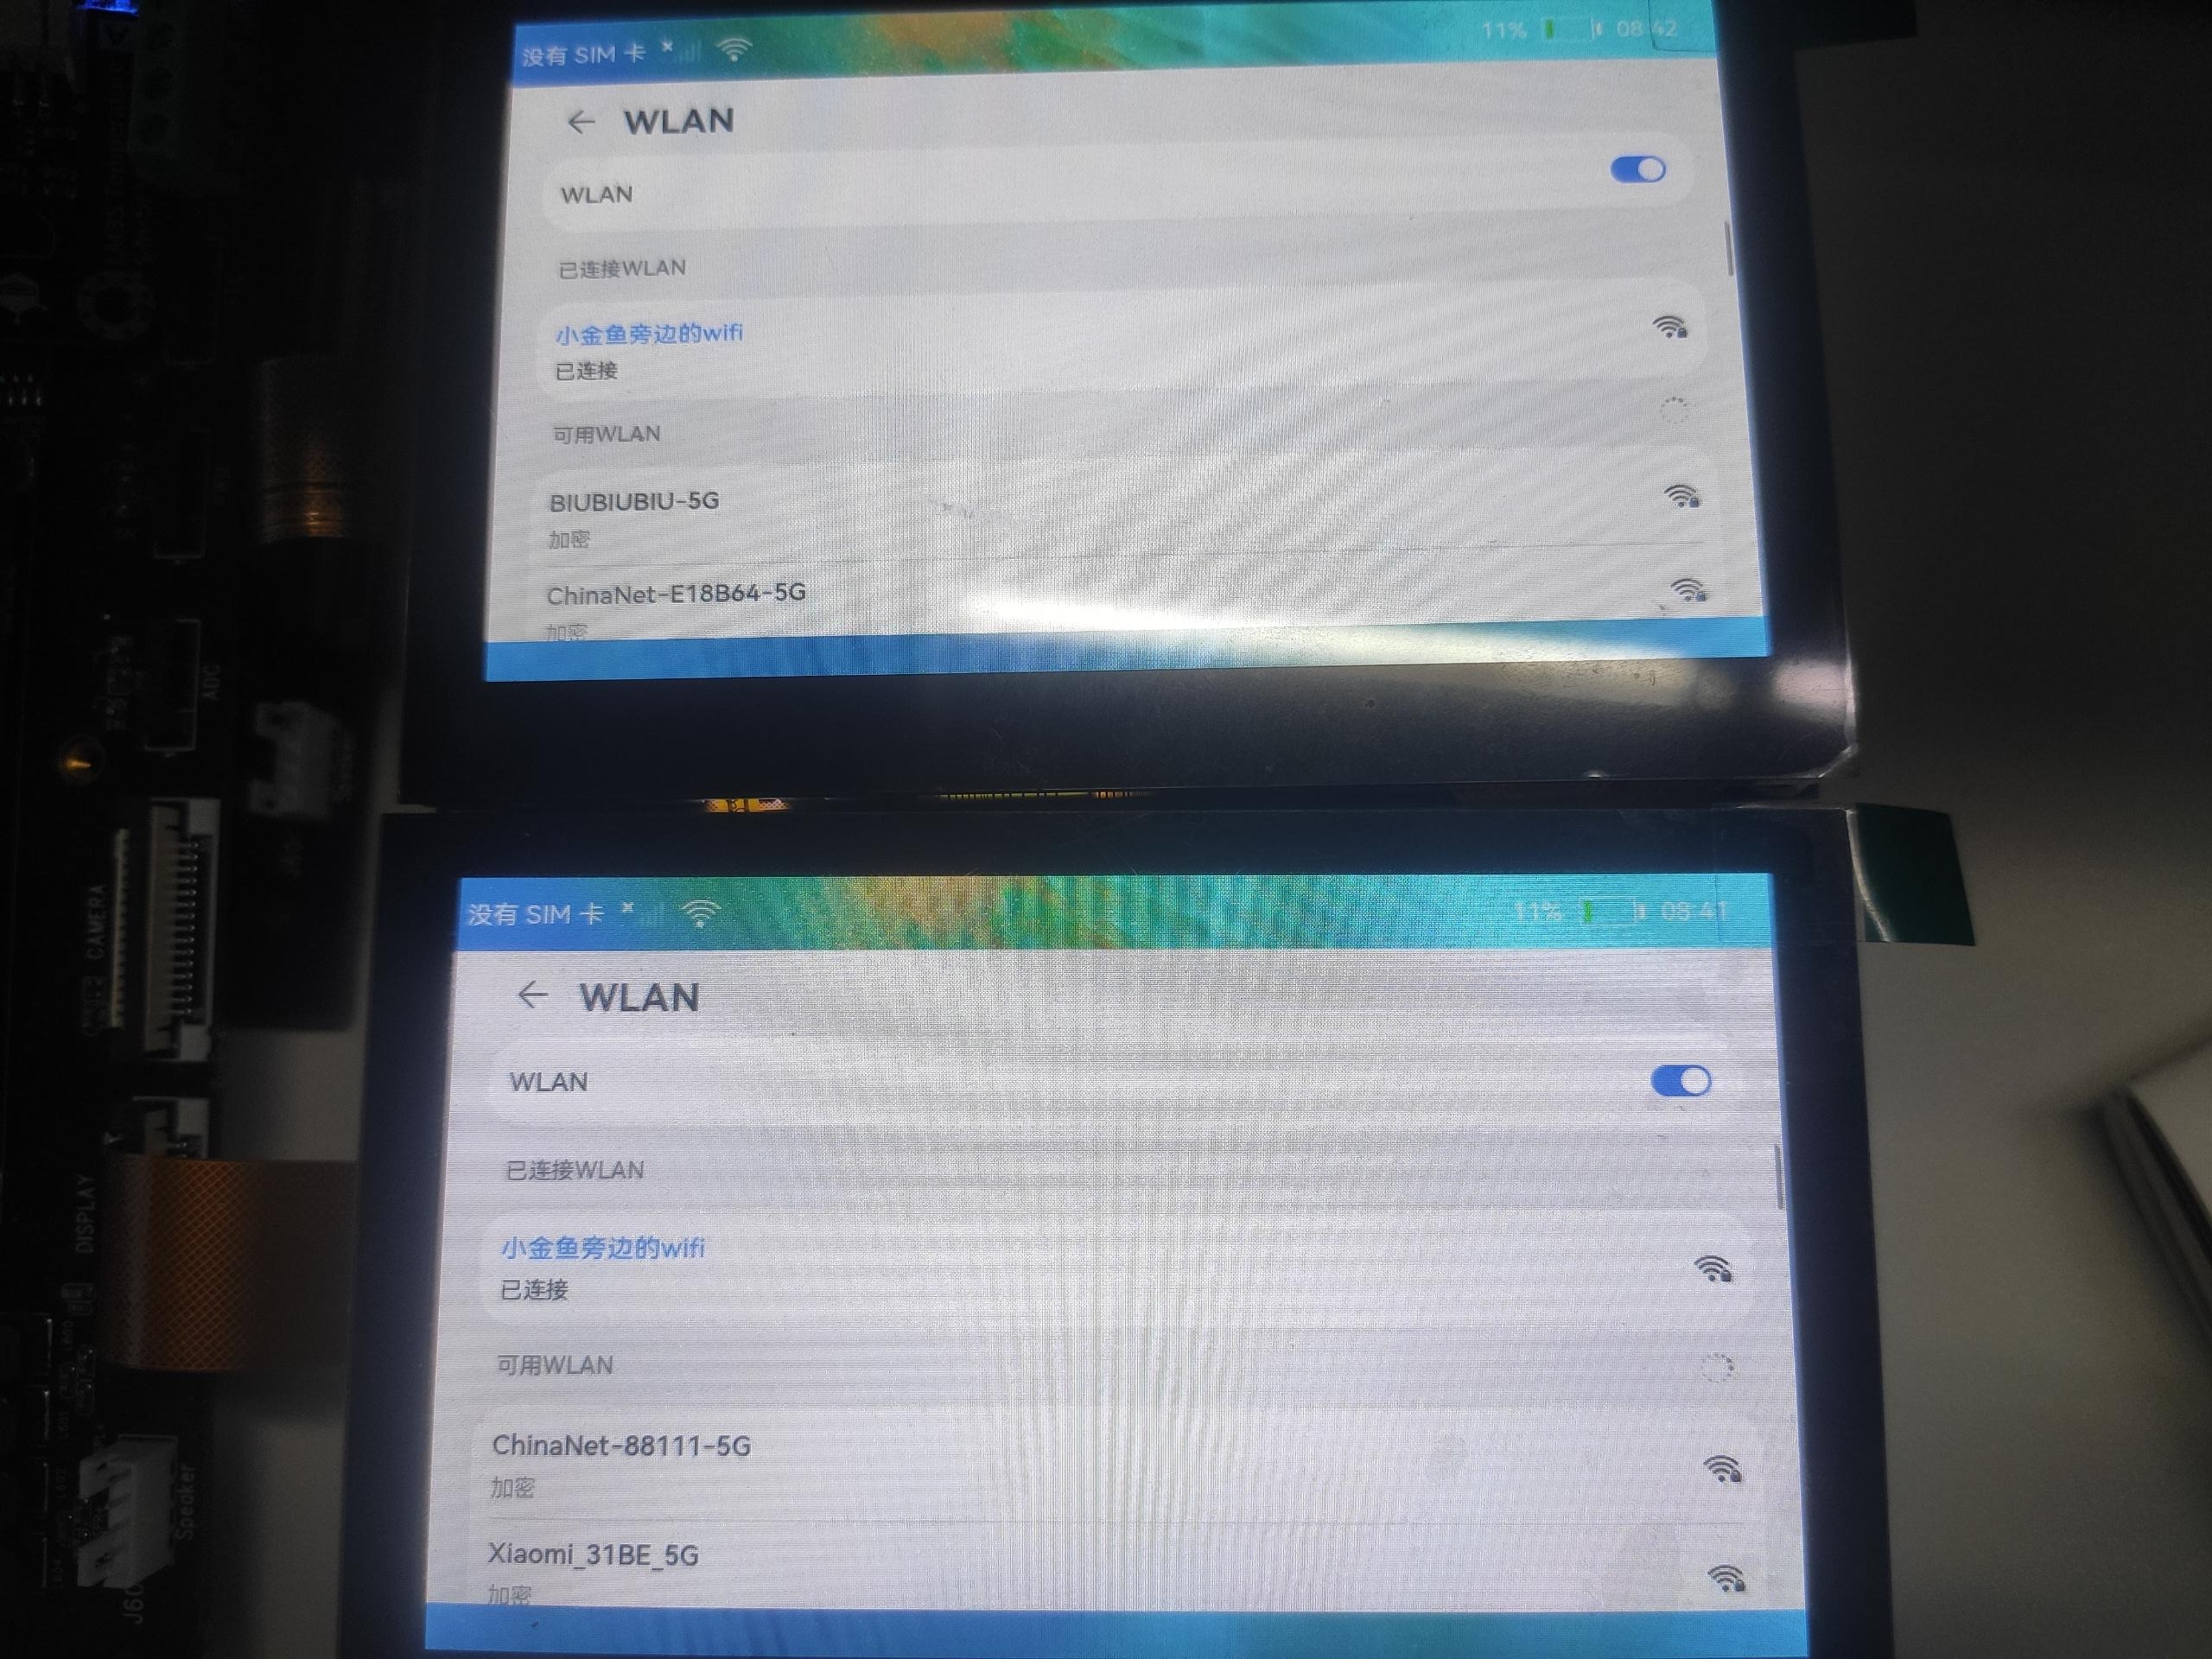 没有 SIM 卡
11% 08:42
WLAN
WLAN
已连接WLAN
小金鱼旁边的wifi
已连接
可用WLAN
BIUBIUBIU-5G
加密
ChinaNet-E18B64-5G
加密
没有 SIM 卡
11% 08:41
WLAN
WLAN
已连接WLAN
小金鱼旁边的wifi
已连接
可用WLAN
ChinaNet-88111-5G
加密
Xiaomi_31BE_5G
加密
ADC
CAMERA
DISPLAY
Speaker